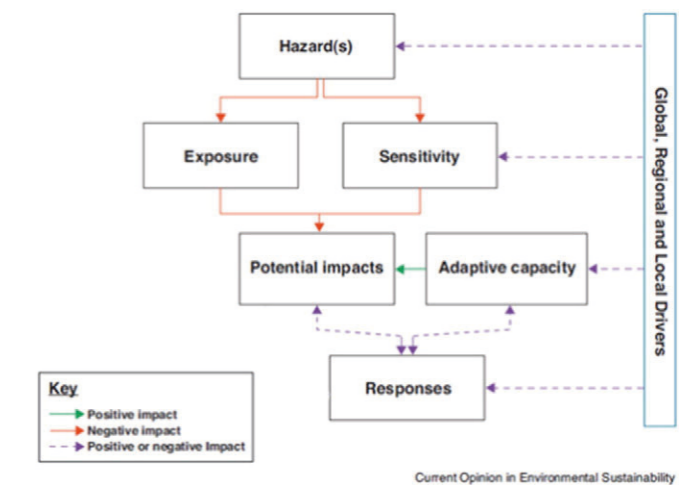 Hazard(s)
Exposure
Sensitivity
Global, Regional and Local Drivers
Potential impacts
Adaptive capacity
Responses
Key
Positive impact
Negative impact
Positive or negative Impact
Current Opinion in Environmental Sustainability